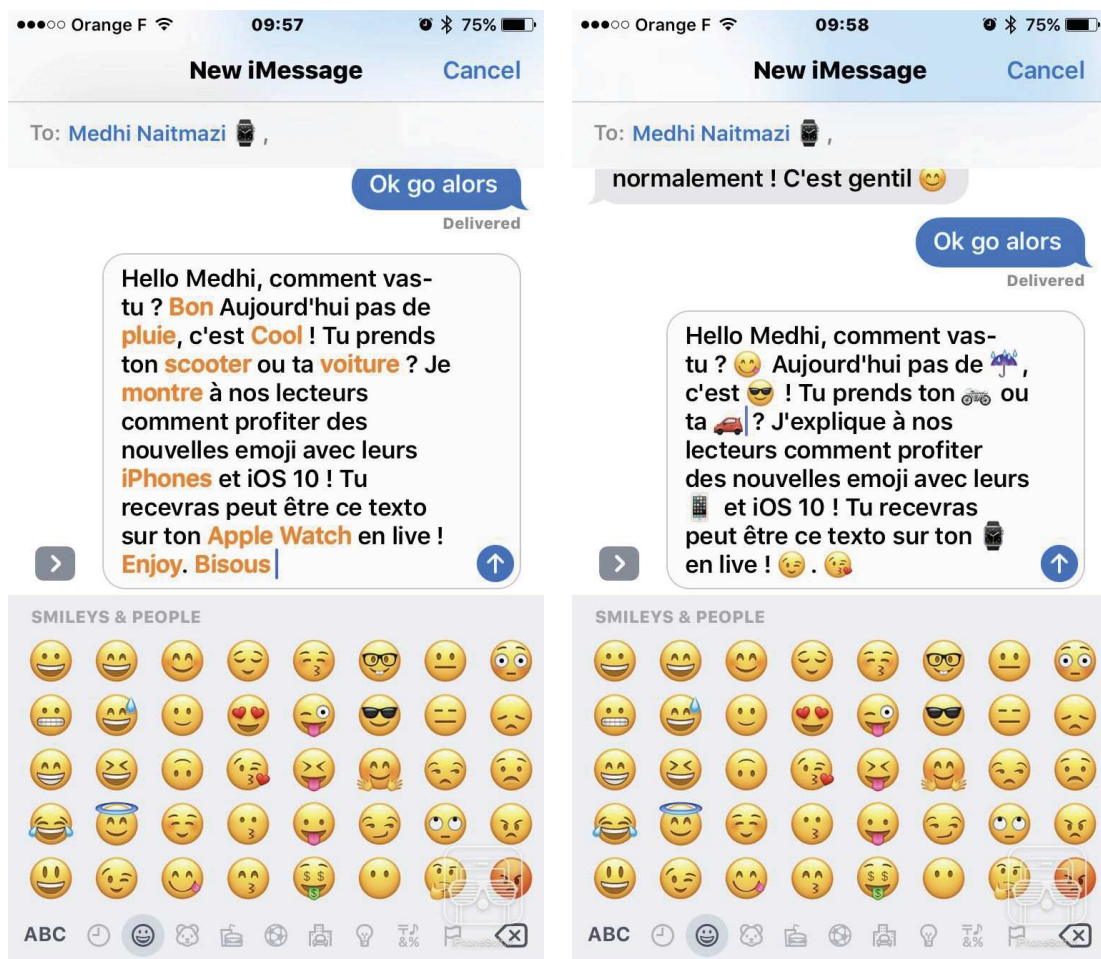 Orange F 09:57 75%
New iMessage Cancel
To: Medhi Naitmazi ⌚,
Ok go alors
Delivered
Hello Medhi, comment vas-
tu ? Bon Aujourd'hui pas de
pluie, c'est Cool ! Tu prends
ton scooter ou ta voiture ? Je
montre à nos lecteurs
comment profiter des
nouvelles emoji avec leurs
iPhones et iOS 10 ! Tu
recevras peut être ce texto
sur ton Apple Watch en live !
Enjoy. Bisous
SMILEYS & PEOPLE
ABC
Orange F 09:58 75%
New iMessage Cancel
To: Medhi Naitmazi ⌚,
normalement ! C'est gentil 😊
Ok go alors
Delivered
Hello Medhi, comment vas-
tu ? 😋 Aujourd'hui pas de ☔,
c'est 😎 ! Tu prends ton 🏍 ou
ta 🚗 ? J'explique à nos
lecteurs comment profiter
des nouvelles emoji avec leurs
📱 et iOS 10 ! Tu recevras
peut être ce texto sur ton ⌚
en live ! 😉 . 😘
SMILEYS & PEOPLE
ABC